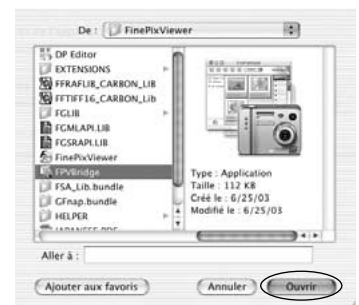 De : FinePixViewer
DP Editor
EXTENSIONS
FFRAFLIB_CARBON_LIB
FFTIFF16_CARBON_Lib
FGLIB
FGMLAPI.LIB
FGSRAPI.LIB
FinePixViewer
FPVBridge
FSA_Lib.bundle
GFnap.bundle
HELPER
JAPANESE.PDF
Type : Application
Taille : 112 KB
Créé le : 6/25/03
Modifié le : 6/25/03
Aller à :
Ajouter aux favoris
Annuler
Ouvrir